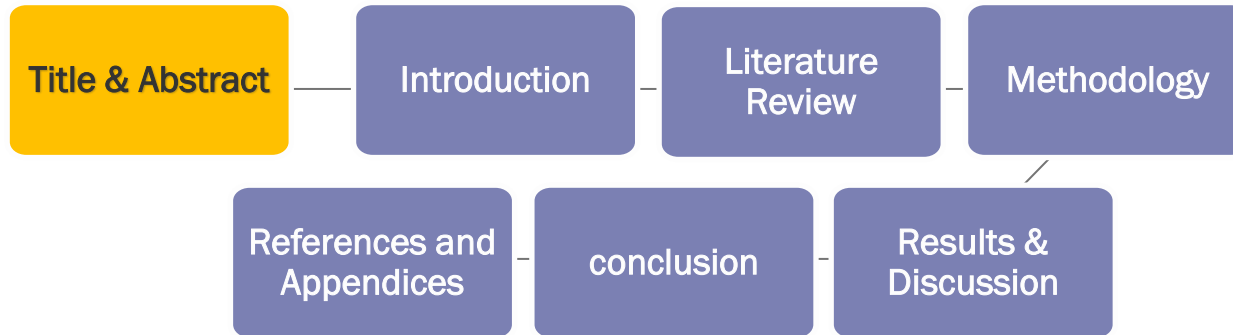 Title & Abstract
Introduction
Literature
Review
Methodology
References and
Appendices
conclusion
Results &
Discussion